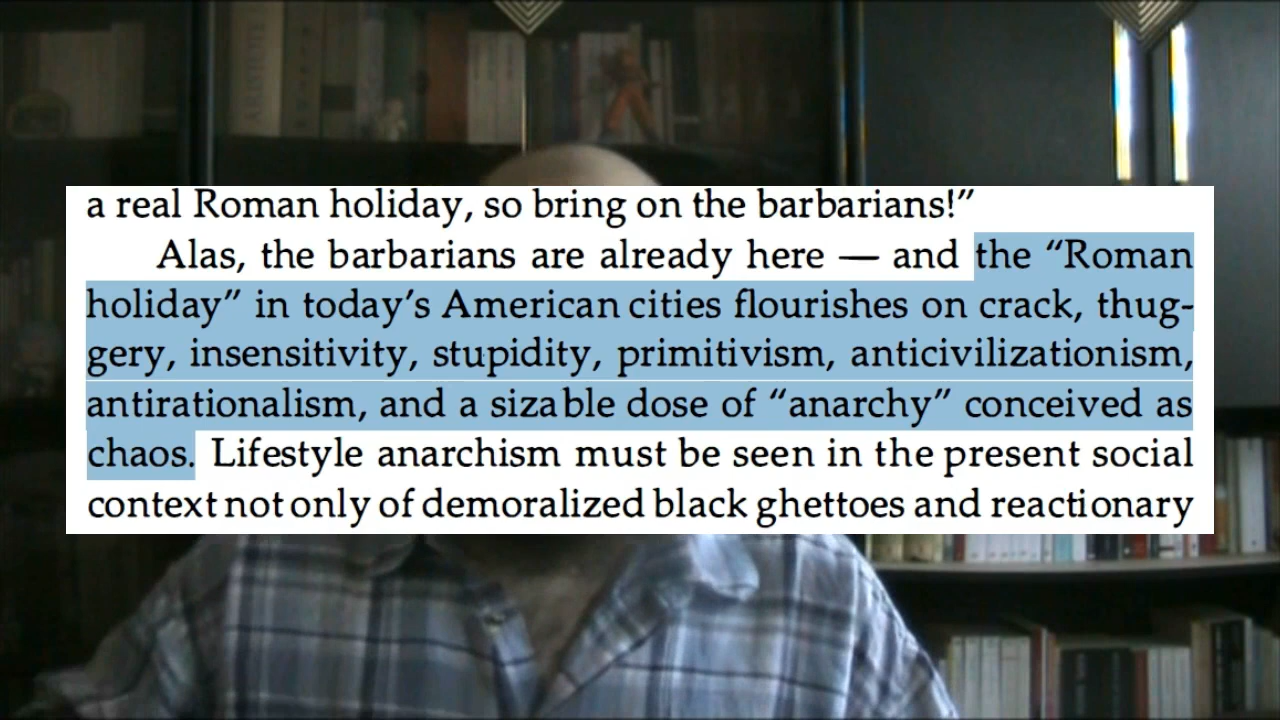 a real Roman holiday, so bring on the barbarians!”
Alas, the barbarians are already here — and the “Roman
holiday” in today’s American cities flourishes on crack, thug-
gery, insensitivity, stupidity, primitivism, anticivilizationism,
antirationalism, and a sizable dose of “anarchy” conceived as
chaos. Lifestyle anarchism must be seen in the present social
context not only of demoralized black ghettoes and reactionary